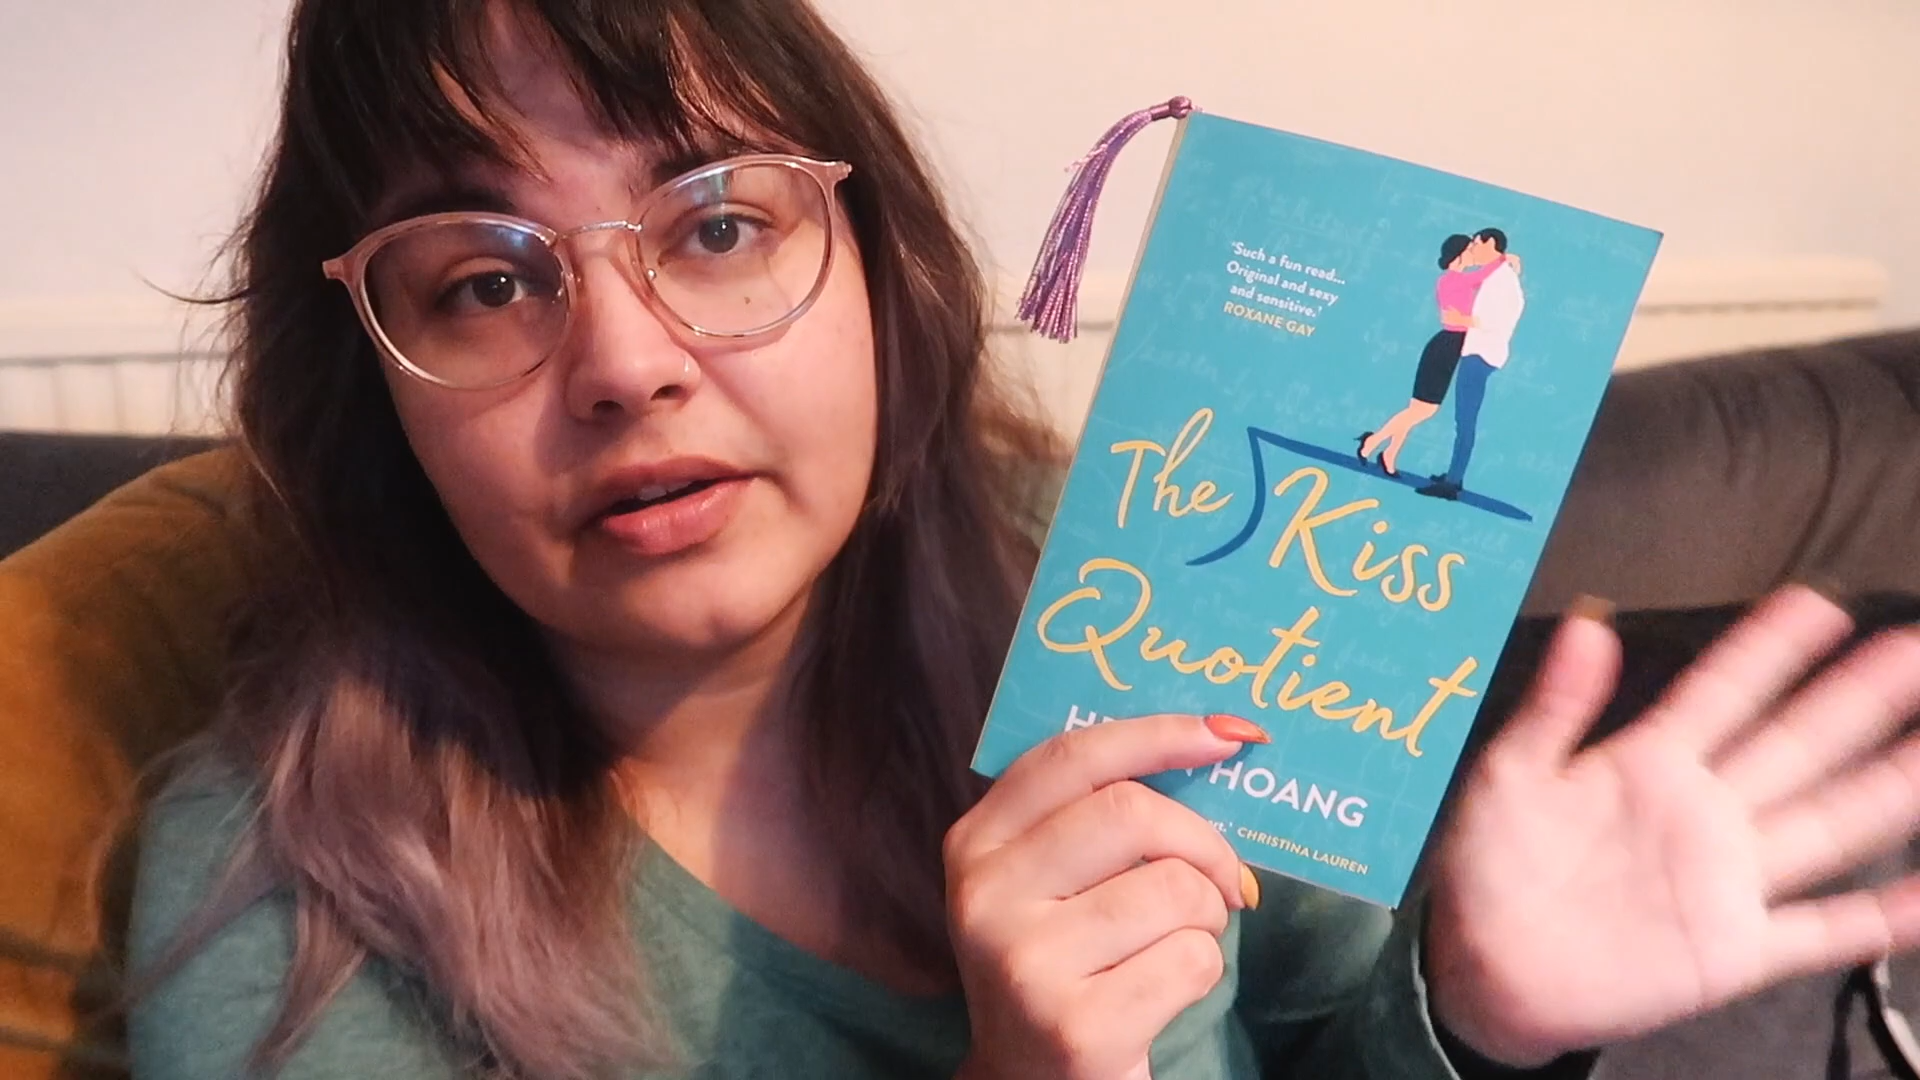 'Such a fun read...
Original and sexy
and sensitive.'
ROXANE GAY
The Kiss
Quotient
HOANG
CHRISTINA LAUREN